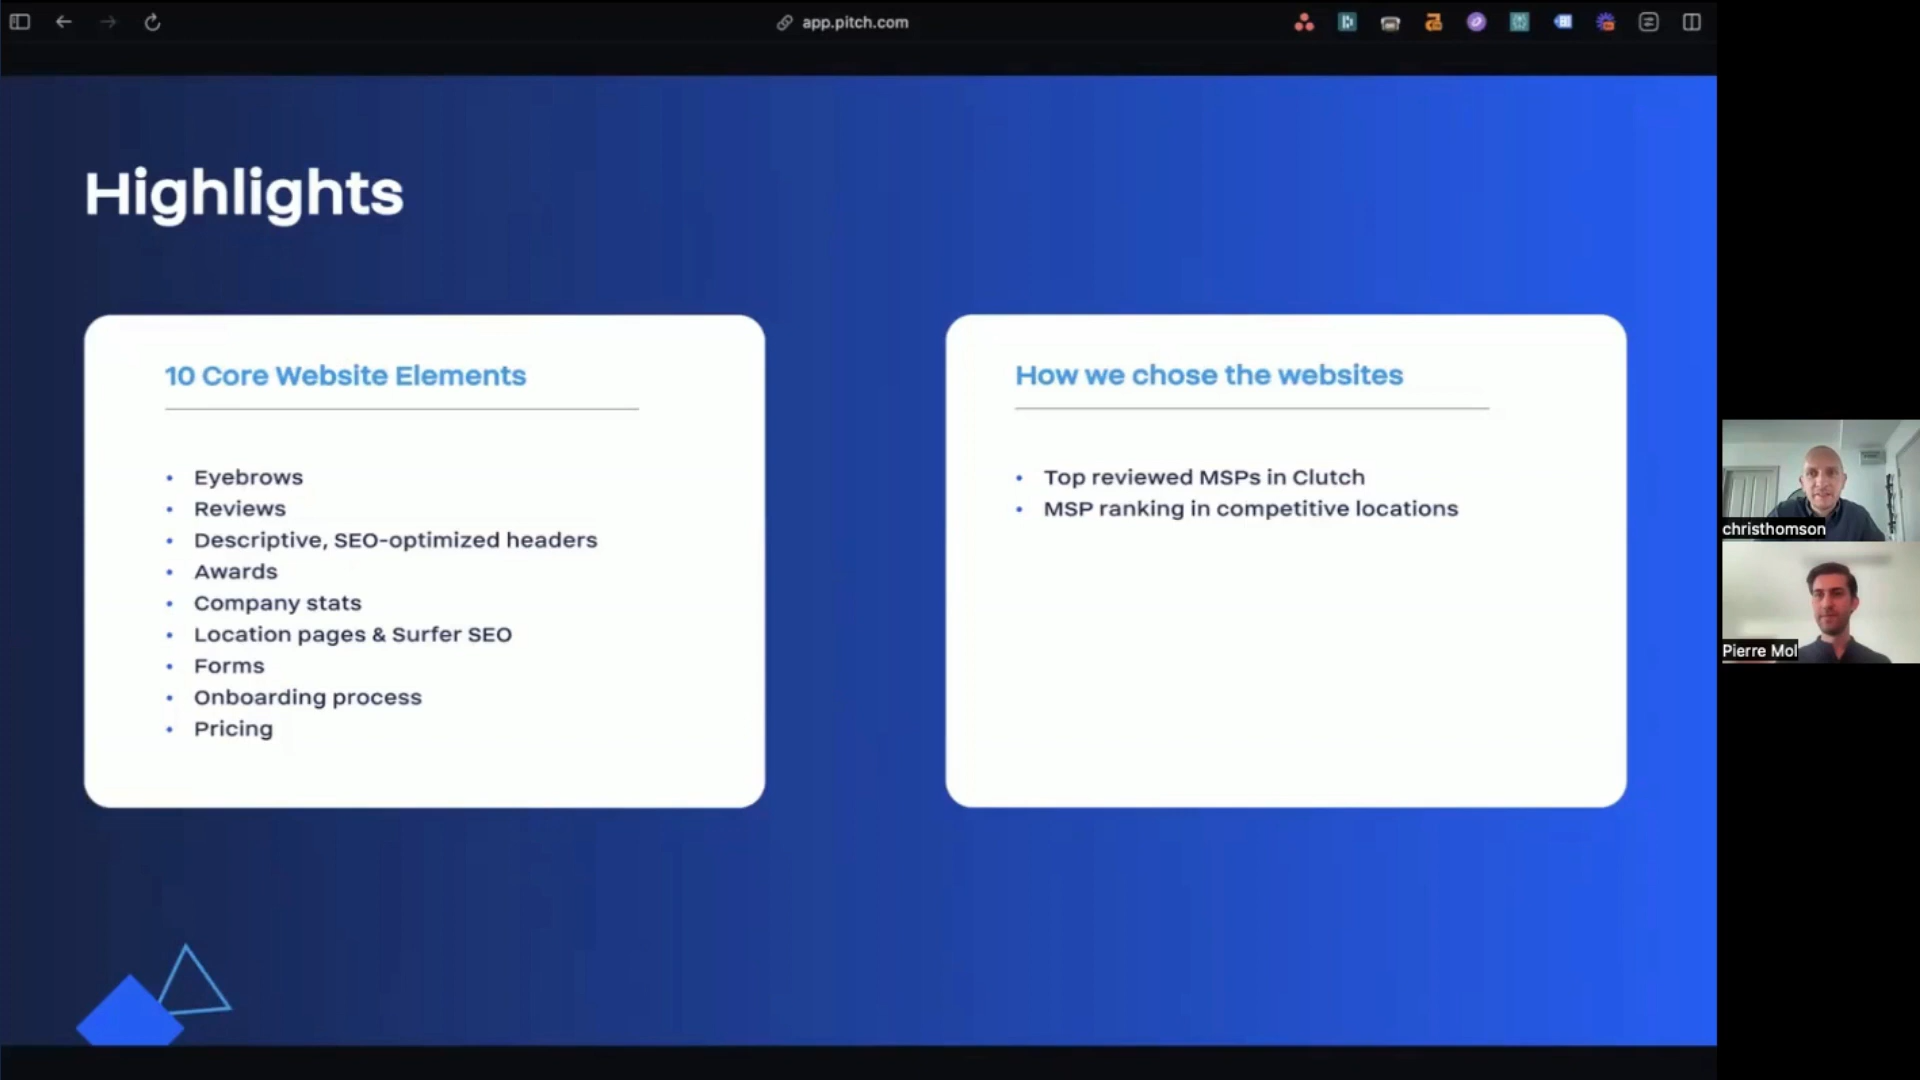 app.pitch.com
Highlights
10 Core Website Elements
• Eyebrows
• Reviews
• Descriptive, SEO-optimized headers
• Awards
• Company stats
• Location pages & Surfer SEO
• Forms
• Onboarding process
• Pricing
How we chose the websites
• Top reviewed MSPs in Clutch
• MSP ranking in competitive locations
christhomson
Pierre Mol